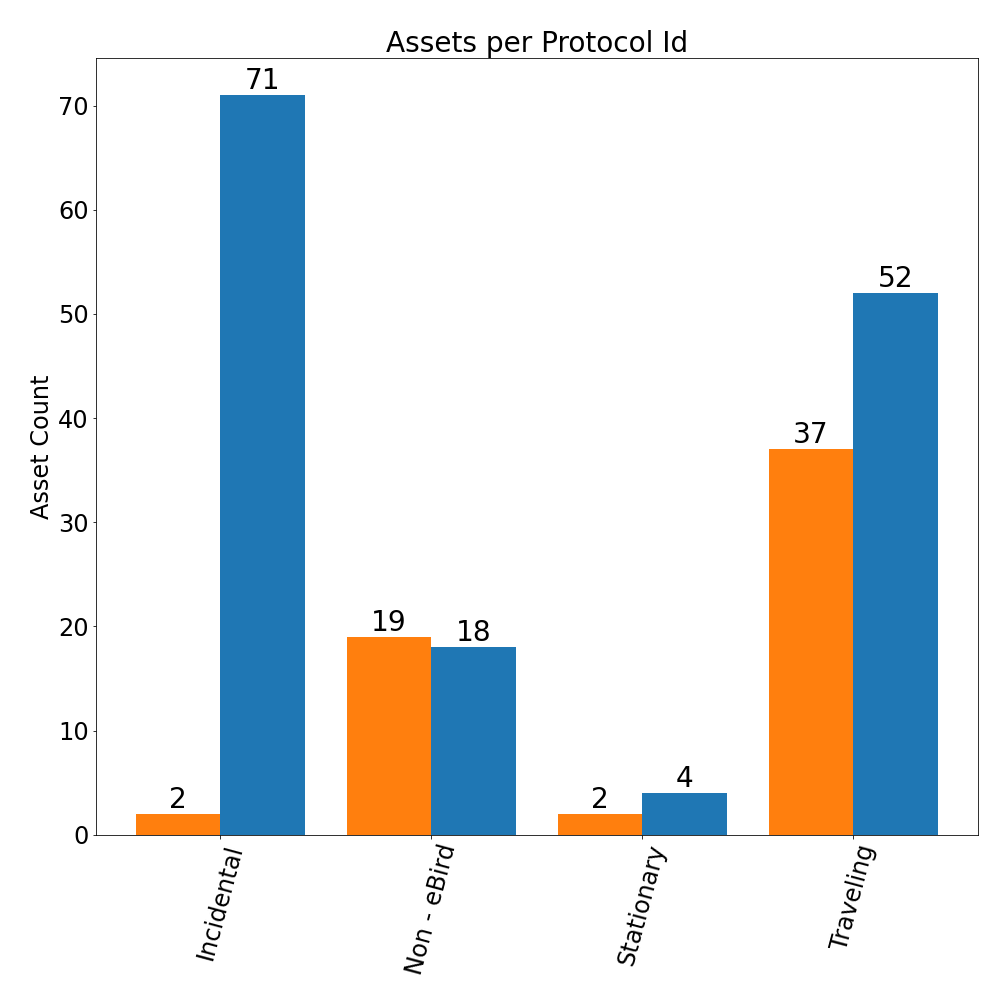 Assets per Protocol Id
Asset Count
70
60
50
40
30
20
10
0
2
71
19
18
2
4
37
52
Incidental
Non - eBird
Stationary
Traveling